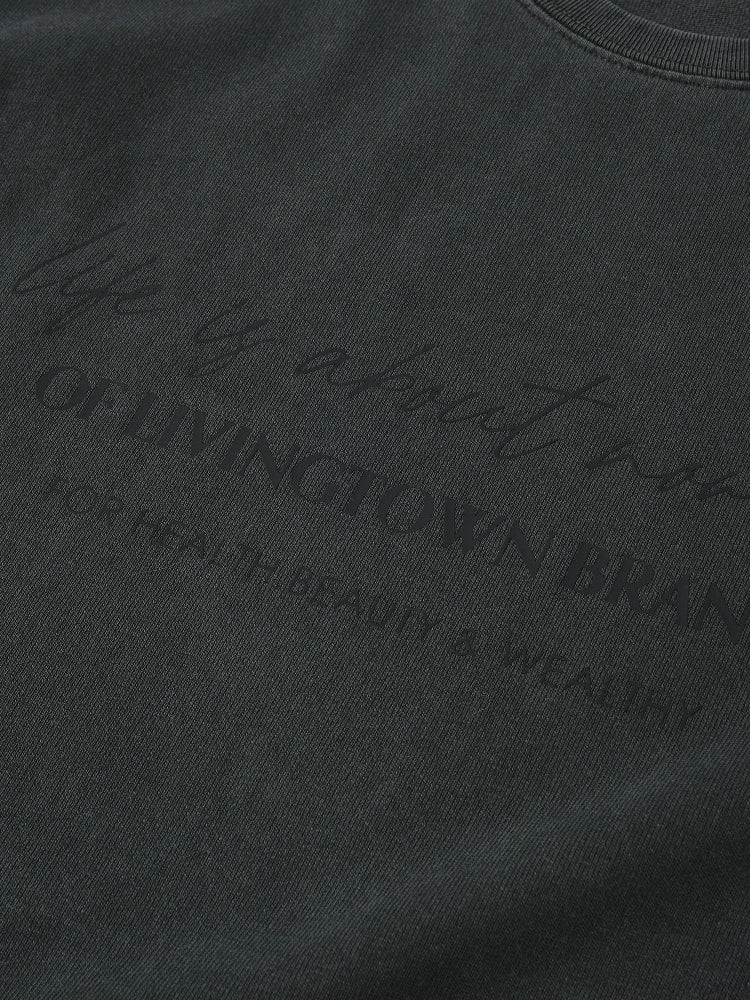 life is about
OF LIVINGTOWN BRAN
FOR HEALTH BEAUTY & WEALTHY